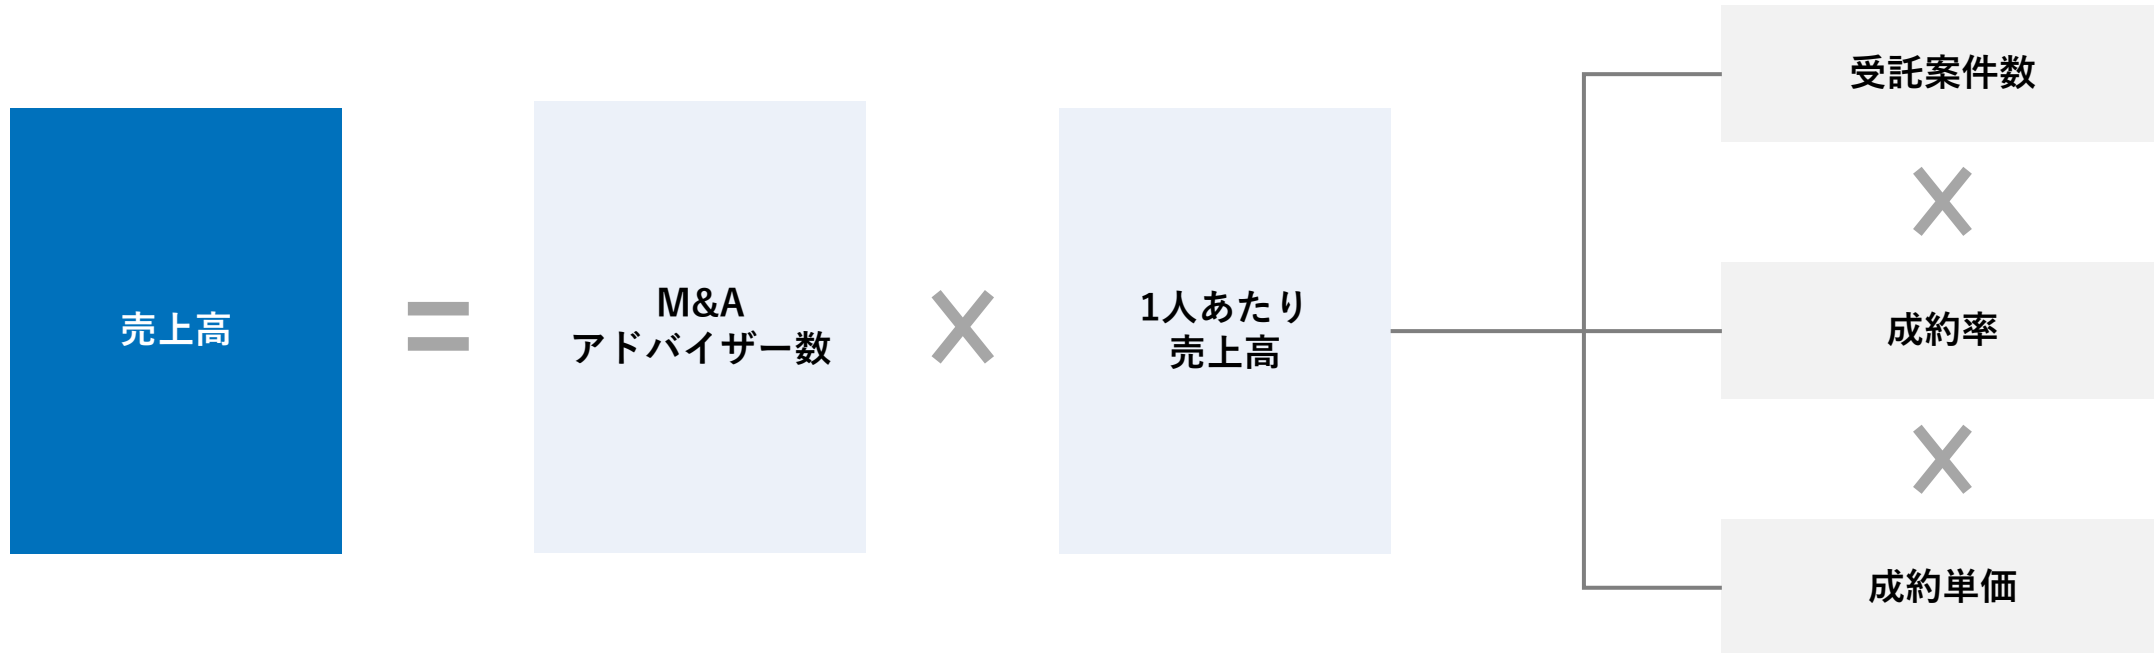 売上高
M&A
アドバイザー数
1人あたり
売上高
受託案件数
成約率
成約単価